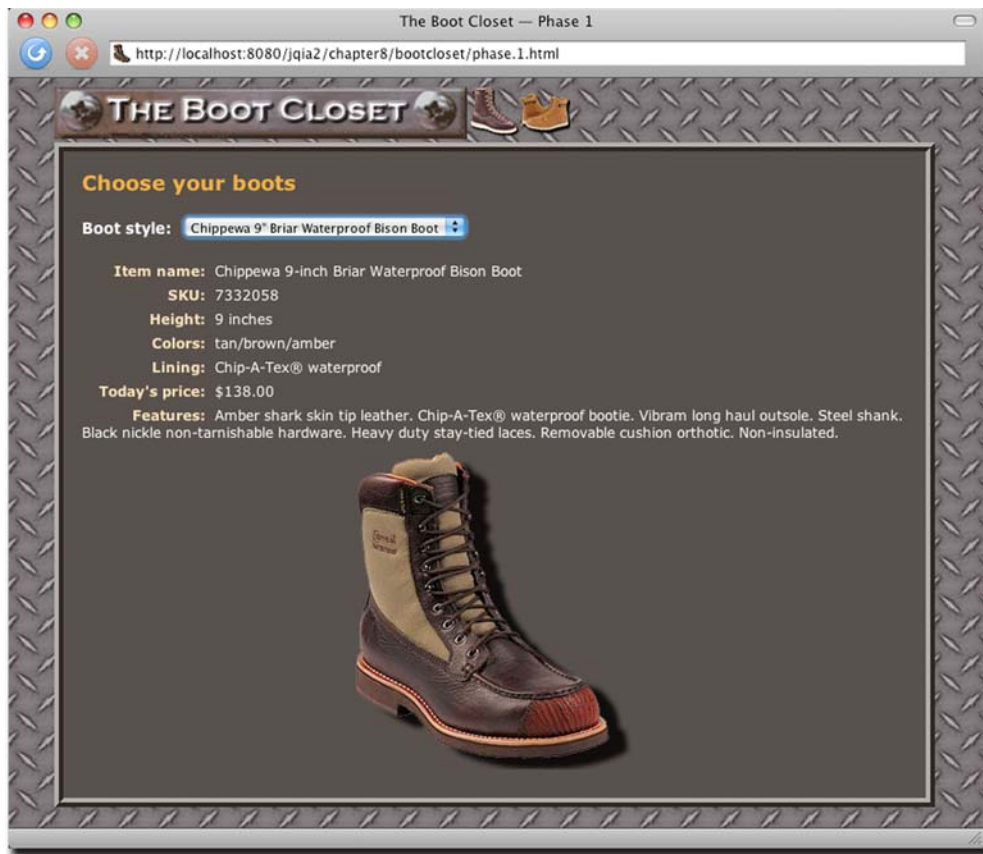 The Boot Closet — Phase 1
http://localhost:8080/jqia2/chapter8/bootcloset/phase.1.html
THE BOOT CLOSET
Choose your boots
Boot style: Chippewa 9" Briar Waterproof Bison Boot
Item name: Chippewa 9-inch Briar Waterproof Bison Boot
SKU: 7332058
Height: 9 inches
Colors: tan/brown/amber
Lining: Chip-A-Tex® waterproof
Today's price: $138.00
Features: Amber shark skin tip leather. Chip-A-Tex® waterproof bootie. Vibram long haul outsole. Steel shank.
Black nickle non-tarnishable hardware. Heavy duty stay-tied laces. Removable cushion orthotic. Non-insulated.